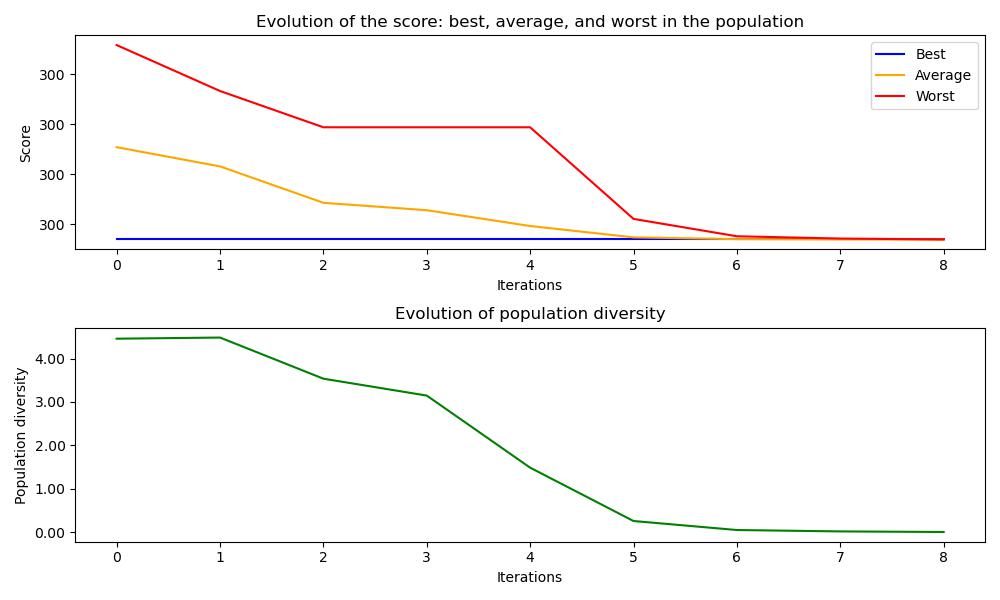 Evolution of the score: best, average, and worst in the population
Score
300
300
300
300
Best
Average
Worst
0 1 2 3 4 5 6 7 8
Iterations
Evolution of population diversity
Population diversity
4.00
3.00
2.00
1.00
0.00
0 1 2 3 4 5 6 7 8
Iterations